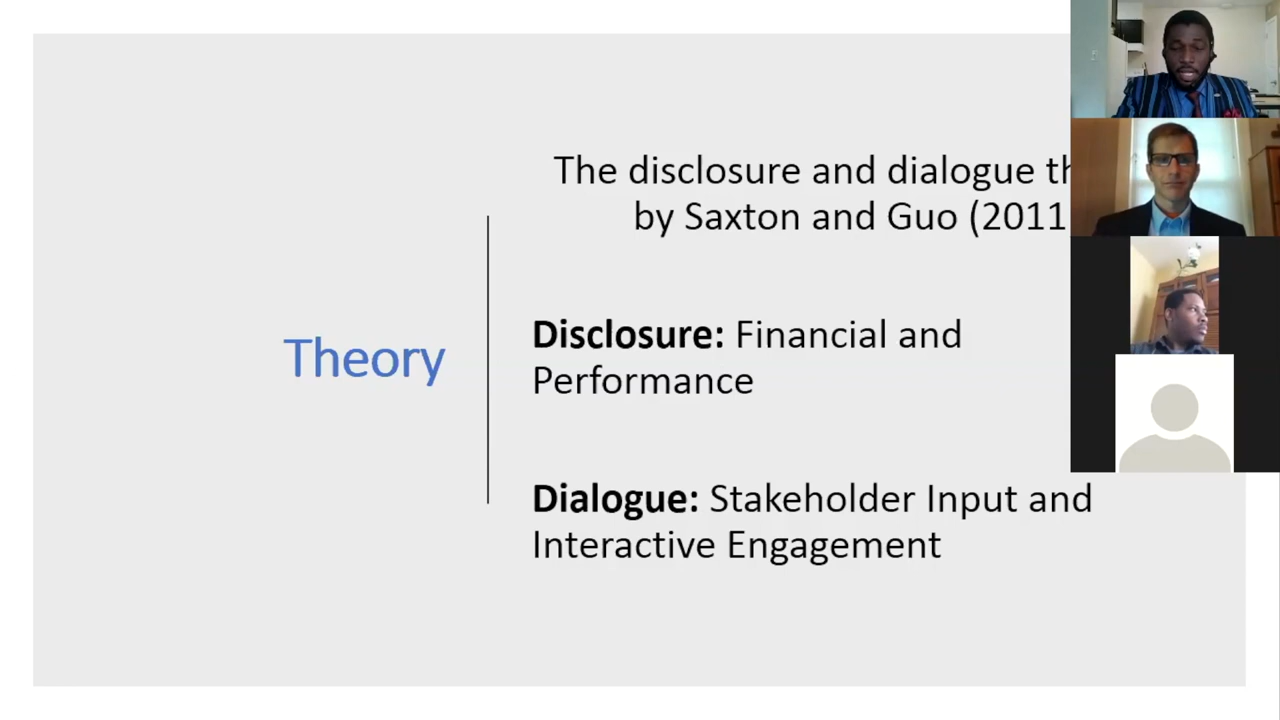 The disclosure and dialogue
by Saxton and Guo (2011
Theory
Disclosure: Financial and
Performance
Dialogue: Stakeholder Input and
Interactive Engagement